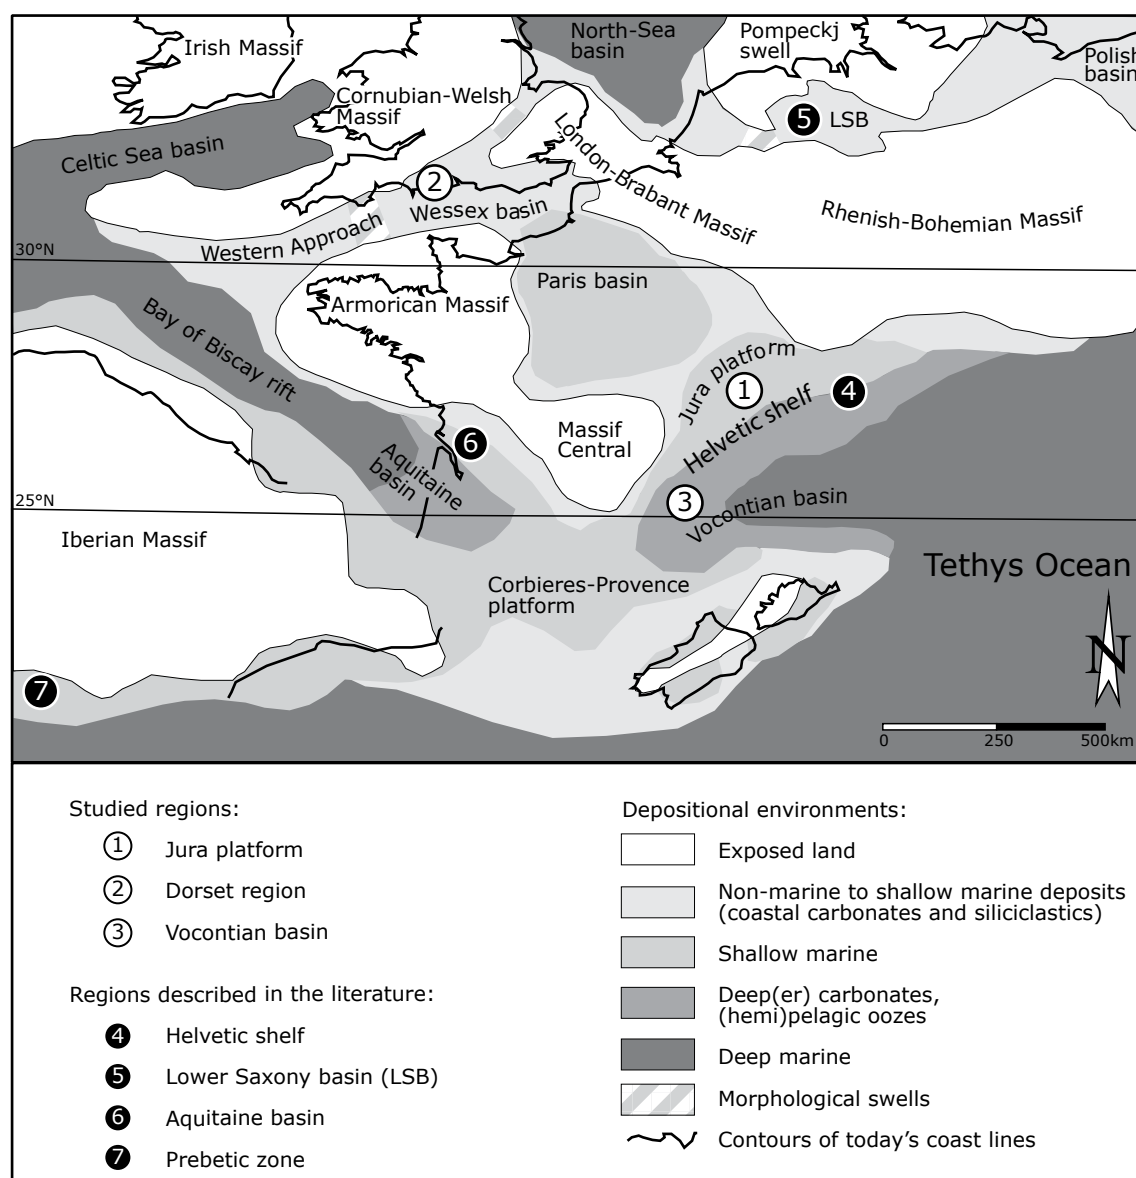 Irish Massif
North-Sea
basin
Pompeckj
swell
Polish
basin
Cornubian-Welsh
Massif
5
LSB
Celtic Sea basin
London-Brabant Massif
2
Wessex basin
Western Approach
Rhenish-Bohemian Massif
30°N
Paris basin
Armorican Massif
Bay of Biscay rift
Jura platform
1
4
Helvetic shelf
Massif
Central
6
Aquitaine
basin
25°N
3
Vocontian basin
Iberian Massif
Tethys Ocean
Corbieres-Provence
platform
N
7
0
250
500km
Studied regions:
1 Jura platform
2 Dorset region
3 Vocontian basin
Regions described in the literature:
4 Helvetic shelf
5 Lower Saxony basin (LSB)
6 Aquitaine basin
7 Prebetic zone
Depositional environments:
Exposed land
Non-marine to shallow marine deposits
(coastal carbonates and siliciclastics)
Shallow marine
Deep(er) carbonates,
(hemi)pelagic oozes
Deep marine
Morphological swells
Contours of today's coast lines